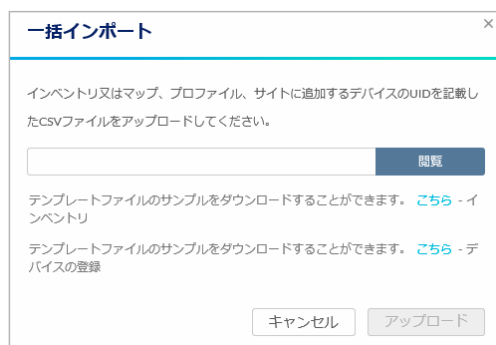 一括インポート
×
インベントリ又はマップ、プロファイル、サイトに追加するデバイスのUIDを記載し
たCSVファイルをアップロードしてください。
閲覧
テンプレートファイルのサンプルをダウンロードすることができます。 こちら - イ
ンベントリ
テンプレートファイルのサンプルをダウンロードすることができます。 こちら - デ
バイスの登録
キャンセル アップロード